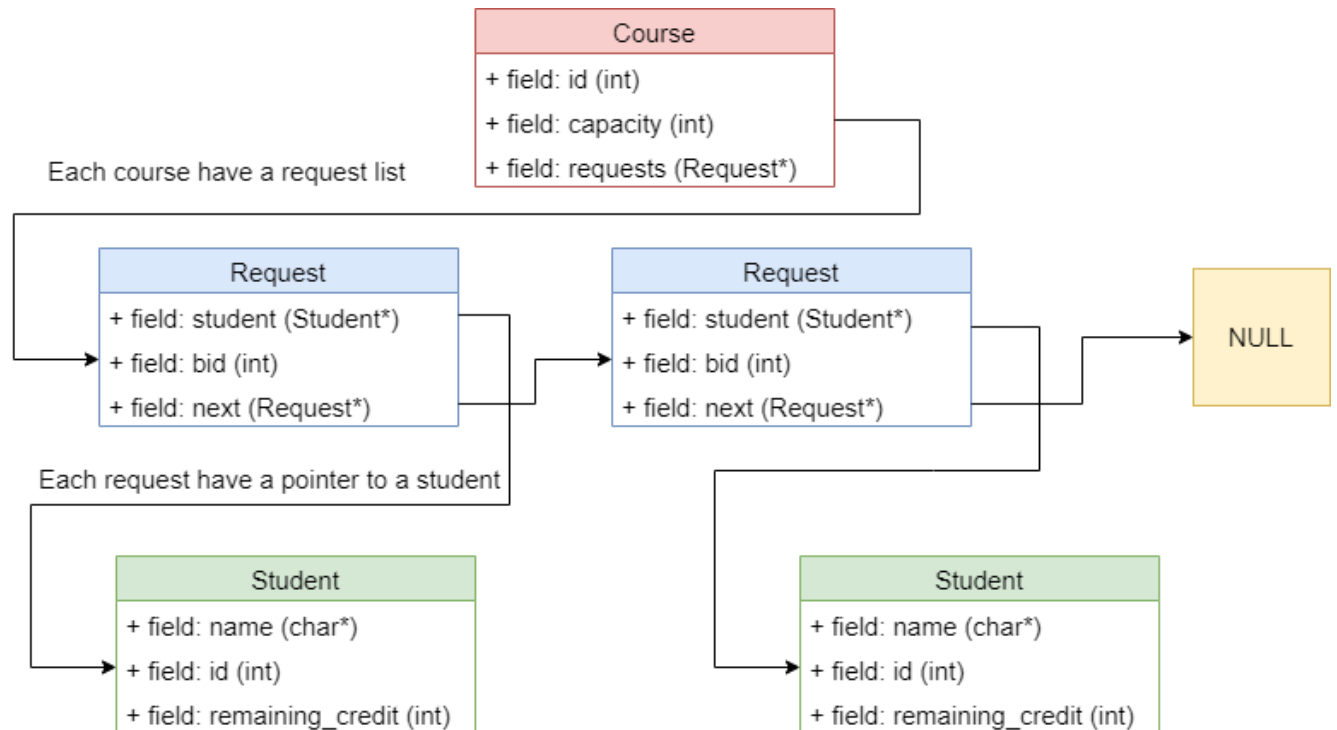 Course
+ field: id (int)
+ field: capacity (int)
+ field: requests (Request*)
Each course have a request list
Request
+ field: student (Student*)
+ field: bid (int)
+ field: next (Request*)
Request
+ field: student (Student*)
+ field: bid (int)
+ field: next (Request*)
NULL
Each request have a pointer to a student
Student
+ field: name (char*)
+ field: id (int)
+ field: remaining_credit (int)
Student
+ field: name (char*)
+ field: id (int)
+ field: remaining_credit (int)